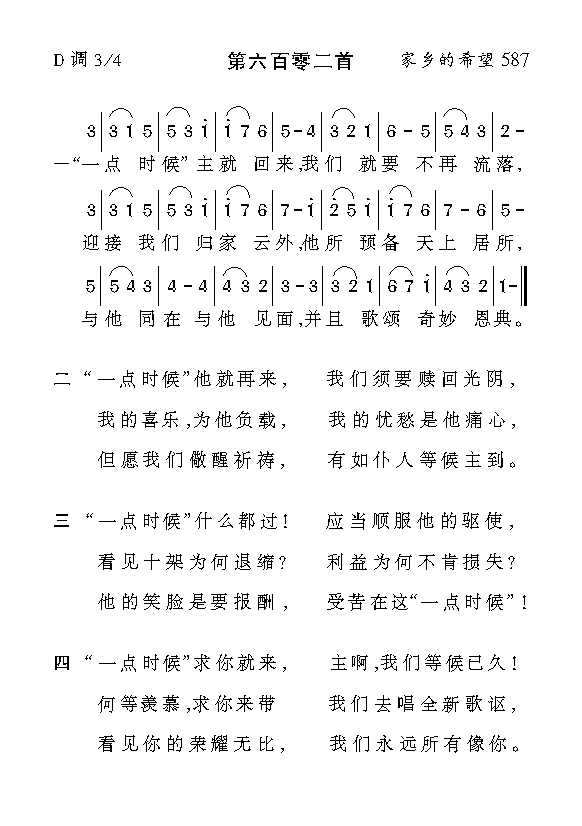 D 调 3/4 第六百零二首 家乡的希望 587
3|3 1 5|5 3 i̇|i̇ 7 6|5-4|3 2 1|6-5|5 4 3|2-
一“一点 时候”主就 回来,我们 就要 不再 流落,
3|3 1 5|5 3 i̇|i̇ 7 6|7-i̇|2̇ 5 i̇|i̇ 7 6|7-6|5-
迎接 我们 归家 云外,他所 预备 天上 居所,
5|5 4 3|4-4|4 3 2|3-3|3 2 1|6 7 i̇|4 3 2|1-‖
与他 同在 与他 见面,并且 歌颂 奇妙 恩典。
二 “一点时候”他就再来, 我们须要赎回光阴,
我的喜乐,为他负载, 我的忧愁是他痛心,
但愿我们儆醒祈祷, 有如仆人等候主到。
三 “一点时候”什么都过! 应当顺服他的驱使,
看见十架为何退缩? 利益为何不肯损失?
他的笑脸是要报酬, 受苦在这“一点时候”!
四 “一点时候”求你就来, 主啊,我们等候已久!
何等羡慕,求你来带 我们去唱全新歌讴,
看见你的荣耀无比, 我们永远所有像你。